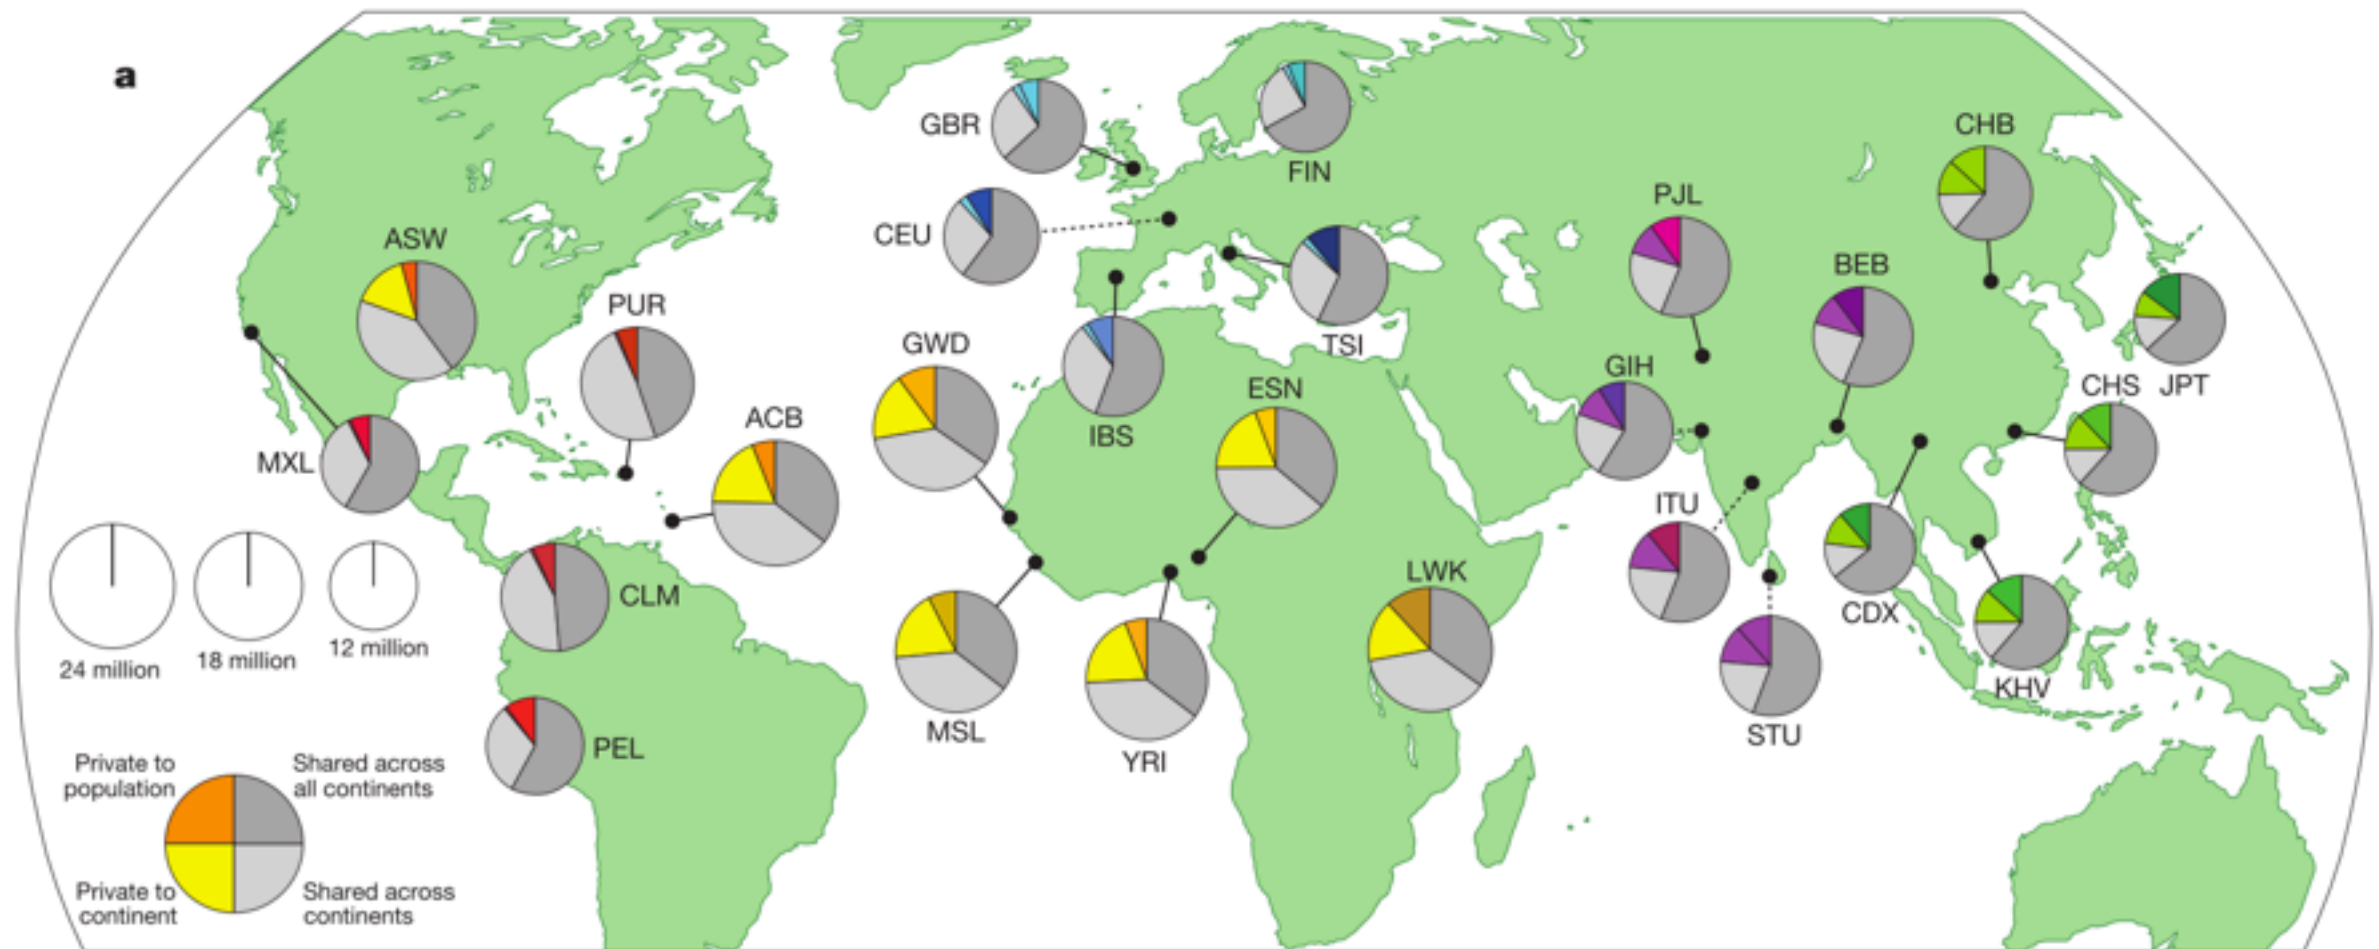 a
GBR
FIN
CHB
CEU
PJL
ASW
BEB
PUR
TSI
GWD
GIH
CHS
JPT
ESN
ACB
IBS
MXL
ITU
LWK
CLM
CDX
24 million
18 million
12 million
KHV
MSL
STU
PEL
YRI
Private to
population
Shared across
all continents
Private to
continent
Shared across
continents